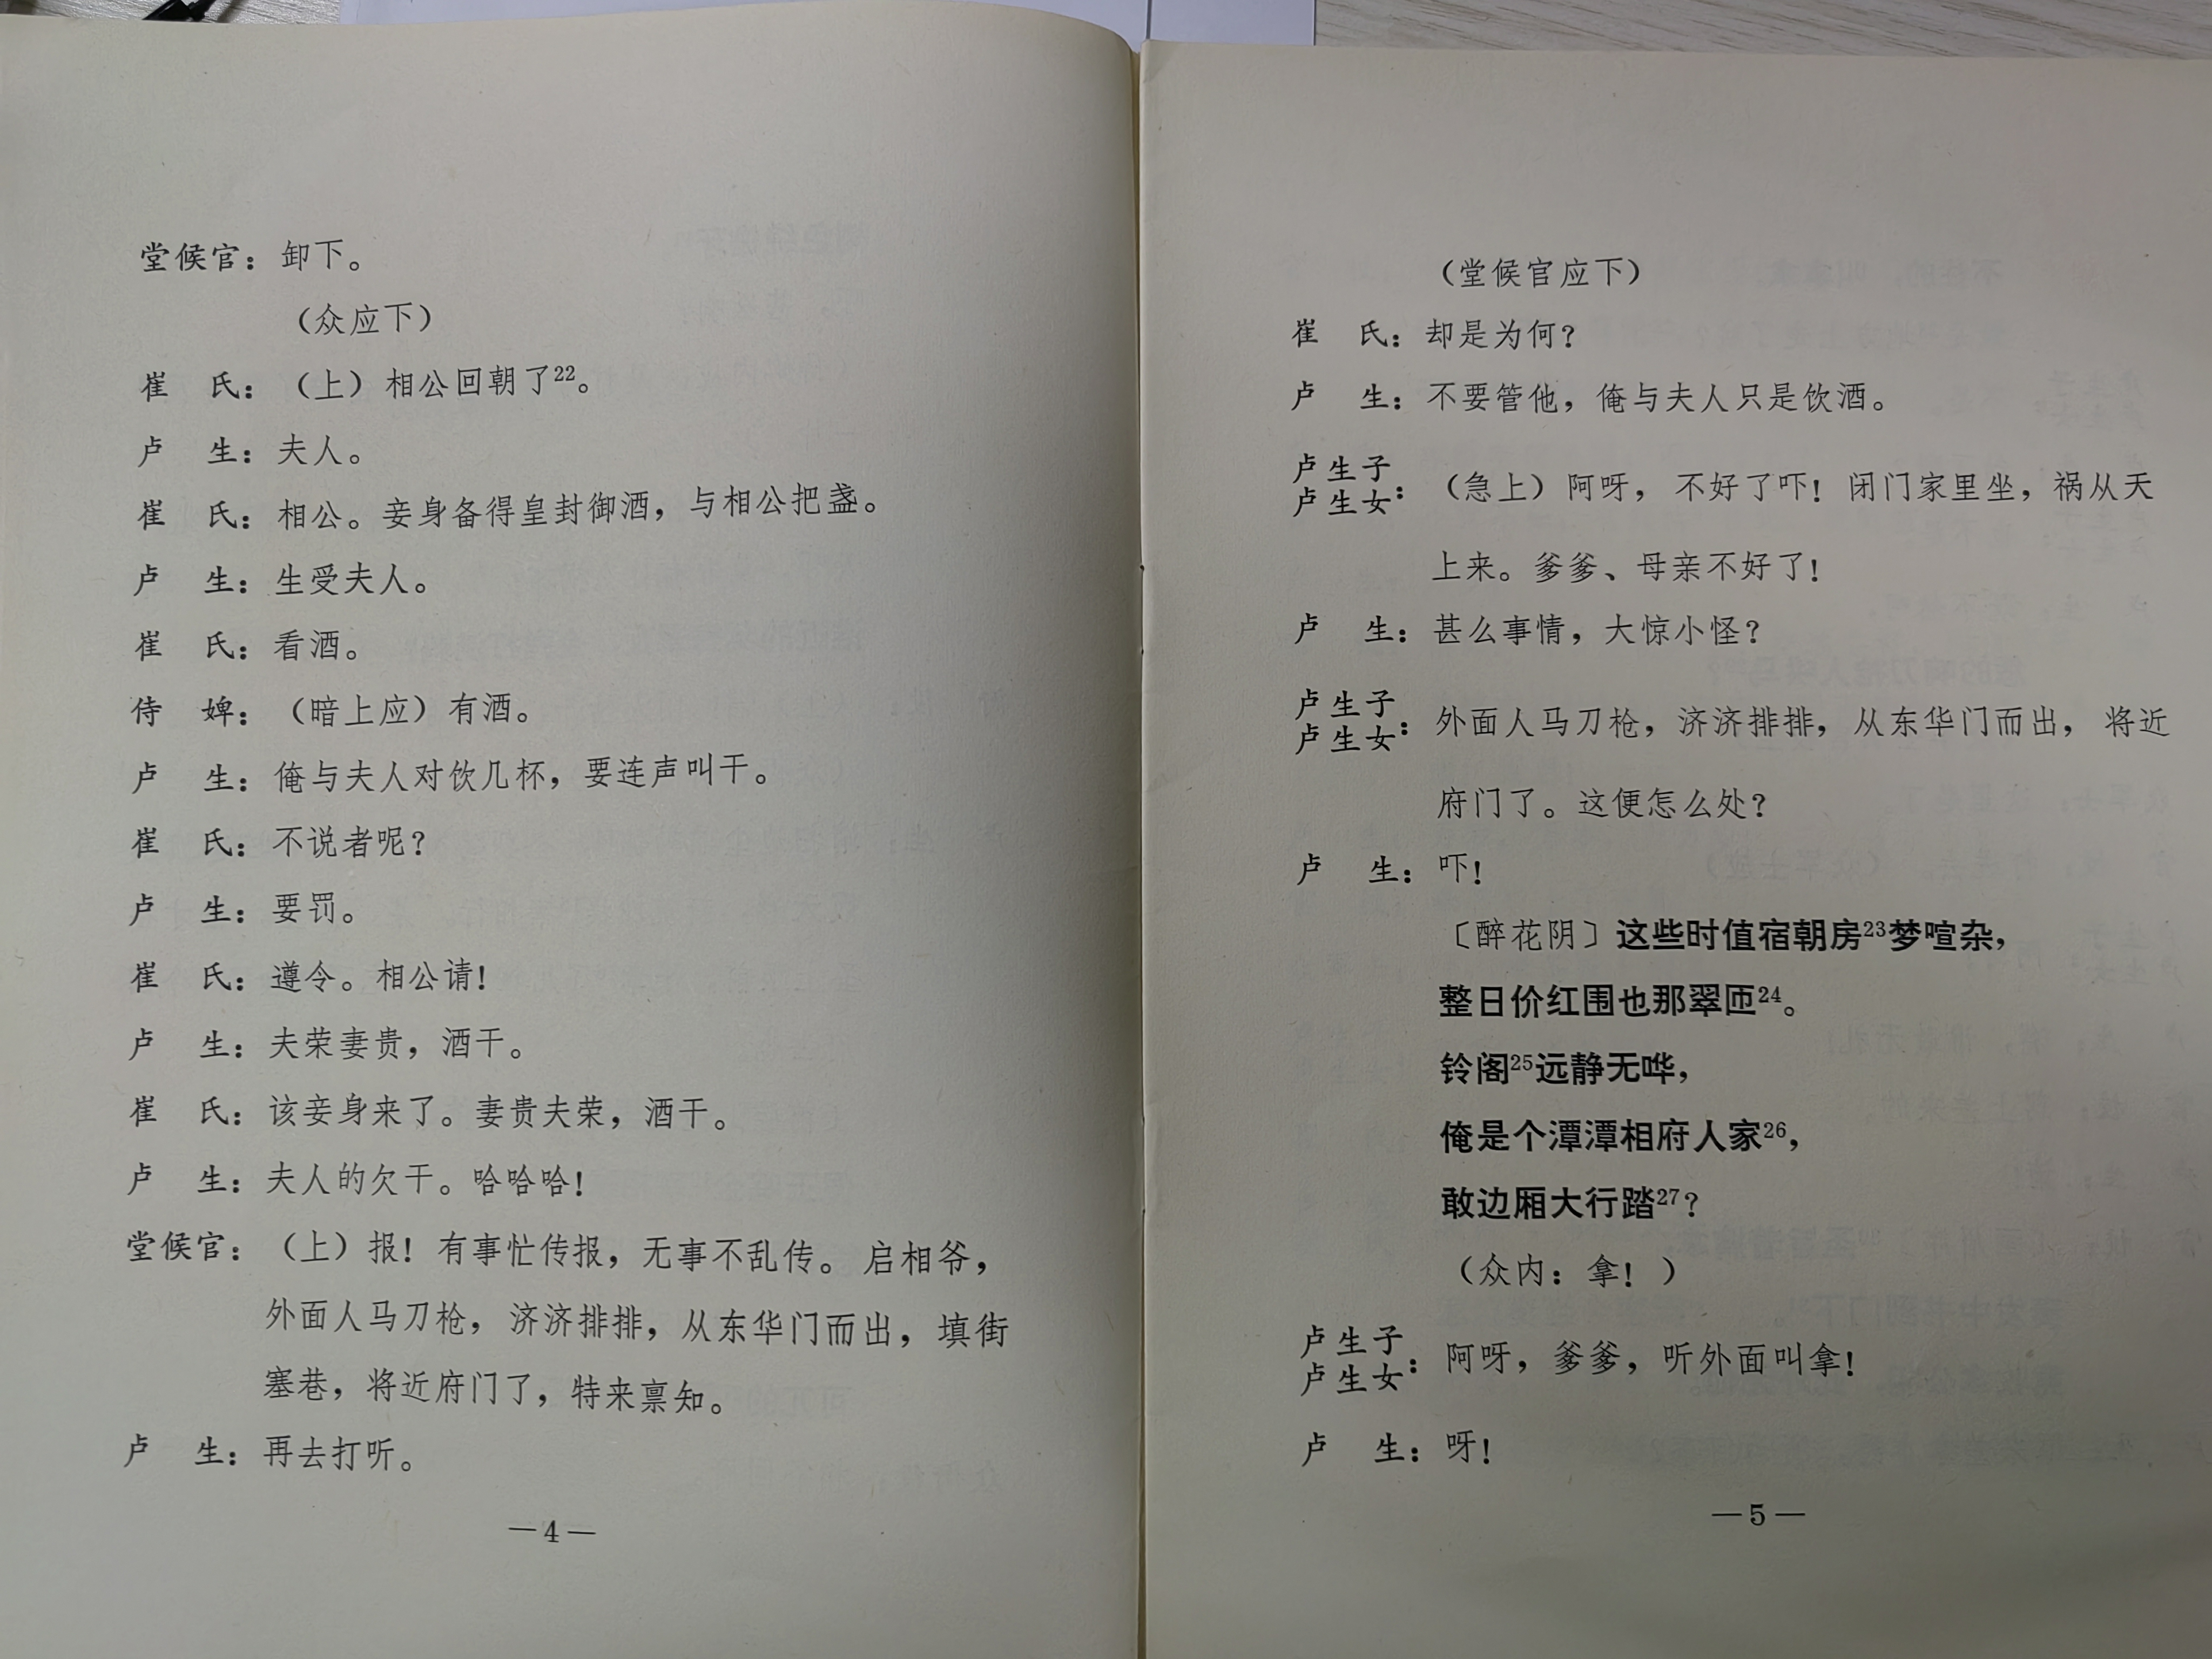 堂候官：卸下。
（众应下）
崔　氏：（上）相公回朝了22。
卢　生：夫人。
崔　氏：相公。妾身备得皇封御酒，与相公把盏。
卢　生：生受夫人。
崔　氏：看酒。
侍　婢：（暗上应）有酒。
卢　生：俺与夫人对饮几杯，要连声叫干。
崔　氏：不说者呢？
卢　生：要罚。
崔　氏：遵令。相公请！
卢　生：夫荣妻贵，酒干。
崔　氏：该妾身来了。妻贵夫荣，酒干。
卢　生：夫人的欠干。哈哈哈！
堂候官：（上）报！有事忙传报，无事不乱传。启相爷，
外面人马刀枪，济济排排，从东华门而出，填街
塞巷，将近府门了，特来禀知。
卢　生：再去打听。
—4—
（堂候官应下）
崔　氏：却是为何？
卢　生：不要管他，俺与夫人只是饮酒。
卢生子
卢生女：（急上）阿呀，不好了吓！闭门家里坐，祸从天
上来。爹爹、母亲不好了！
卢　生：甚么事情，大惊小怪？
卢生子
卢生女：外面人马刀枪，济济排排，从东华门而出，将近
府门了。这便怎么处？
卢　生：吓！
〔醉花阴〕这些时值宿朝房23梦喧杂，
整日价红围也那翠匝24。
铃阁25远静无哗，
俺是个潭潭相府人家26，
敢边厢大行踏27？
（众内：拿！）
卢生子
卢生女：阿呀，爹爹，听外面叫拿！
卢　生：呀！
—5—